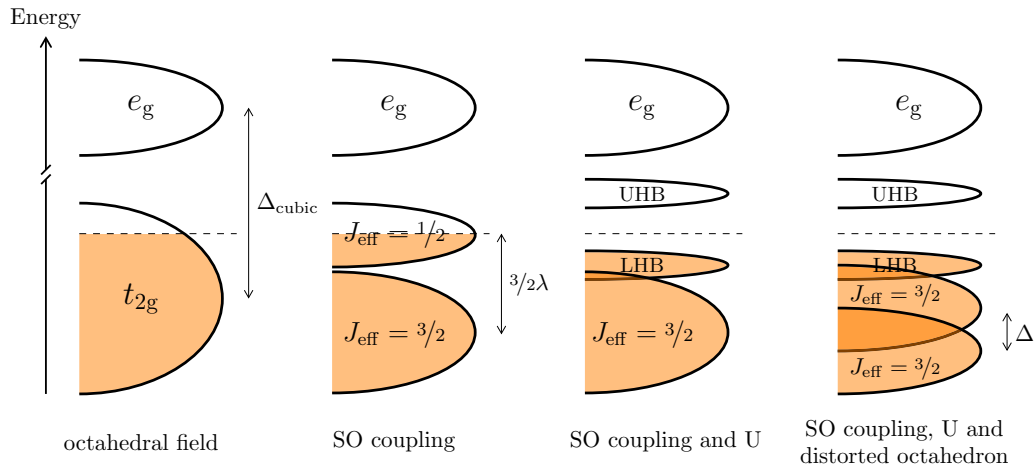 Energy
e_g
Δ_cubic
t_2g
octahedral field
e_g
J_eff = 1/2
3/2λ
J_eff = 3/2
SO coupling
e_g
UHB
LHB
J_eff = 3/2
SO coupling and U
e_g
UHB
LHB
J_eff = 3/2
Δ
J_eff = 3/2
SO coupling, U and
distorted octahedron